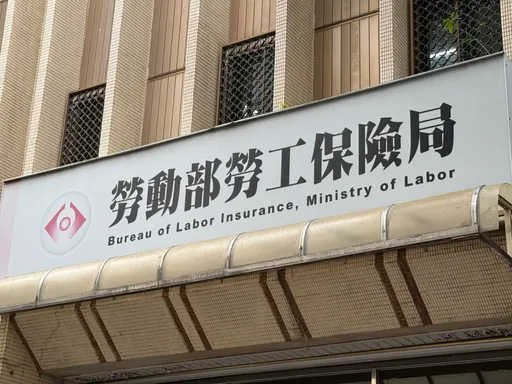 勞動部勞工保險局
Bureau of Labor Insurance, Ministry of Labor